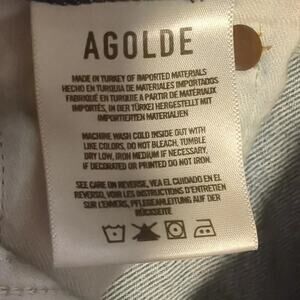 AGOLDE
MADE IN TURKEY OF IMPORTED MATERIALS
HECHO EN TURQUIA DE MATERIALES IMPORTADOS
FABRIQUÉ EN TURQUIE A PARTIR DE MATÉRIAUX
IMPORTÉS, IN DER TÜRKEI HERGESTELLT MIT
IMPORTIERTEN MATERIALIEN
MACHINE WASH COLD INSIDE OUT WITH
LIKE COLORS, DO NOT BLEACH, TUMBLE
DRY LOW, IRON MEDIUM IF NECESSARY,
IF DECORATED OR PRINTED DO NOT IRON.
SEE CARE ON REVERSE, VEA EL CUIDADO EN EL
REVERSO, VOIR LES INSTRUCTIONS D'ENTRETIEN
SUR L'ENVERS, PFLEGEANLEITUNG AUF DER
RÜCKSEITE